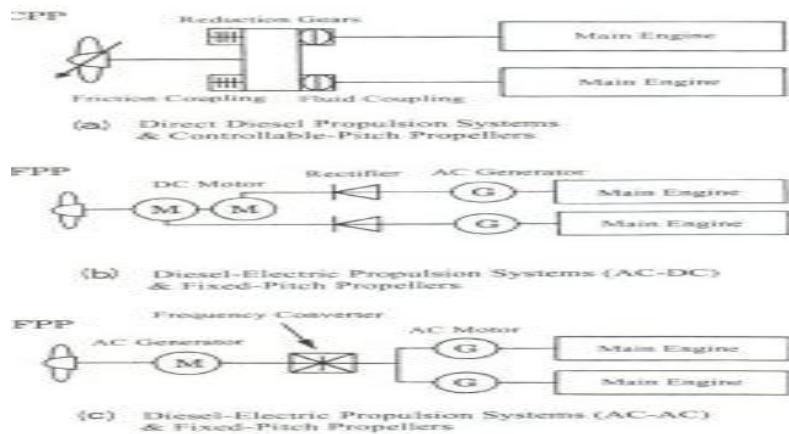 CPP
Reduction Gears
Main Engine
Main Engine
Friction Coupling Fluid Coupling
(a) Direct Diesel Propulsion Systems
& Controllable-Pitch Propellers
FPP
DC Motor Rectifier AC Generator
M M G Main Engine
G Main Engine
(b) Diesel-Electric Propulsion Systems (AC-DC)
& Fixed-Pitch Propellers
FPP
Frequency Converter
AC Generator AC Motor
M G Main Engine
G Main Engine
(c) Diesel-Electric Propulsion Systems (AC-AC)
& Fixed-Pitch Propellers